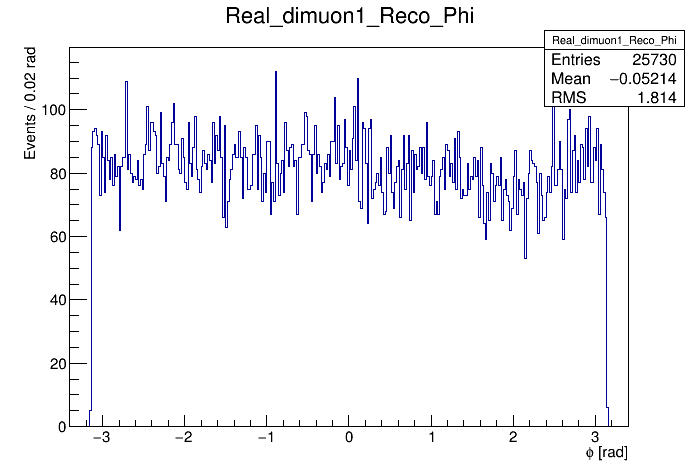 Real_dimuon1_Reco_Phi
Real_dimuon1_Reco_Phi
Entries 25730
Mean −0.05214
RMS 1.814
Events / 0.02 rad
100
80
60
40
20
0
−3 −2 −1 0 1 2 3
ϕ [rad]